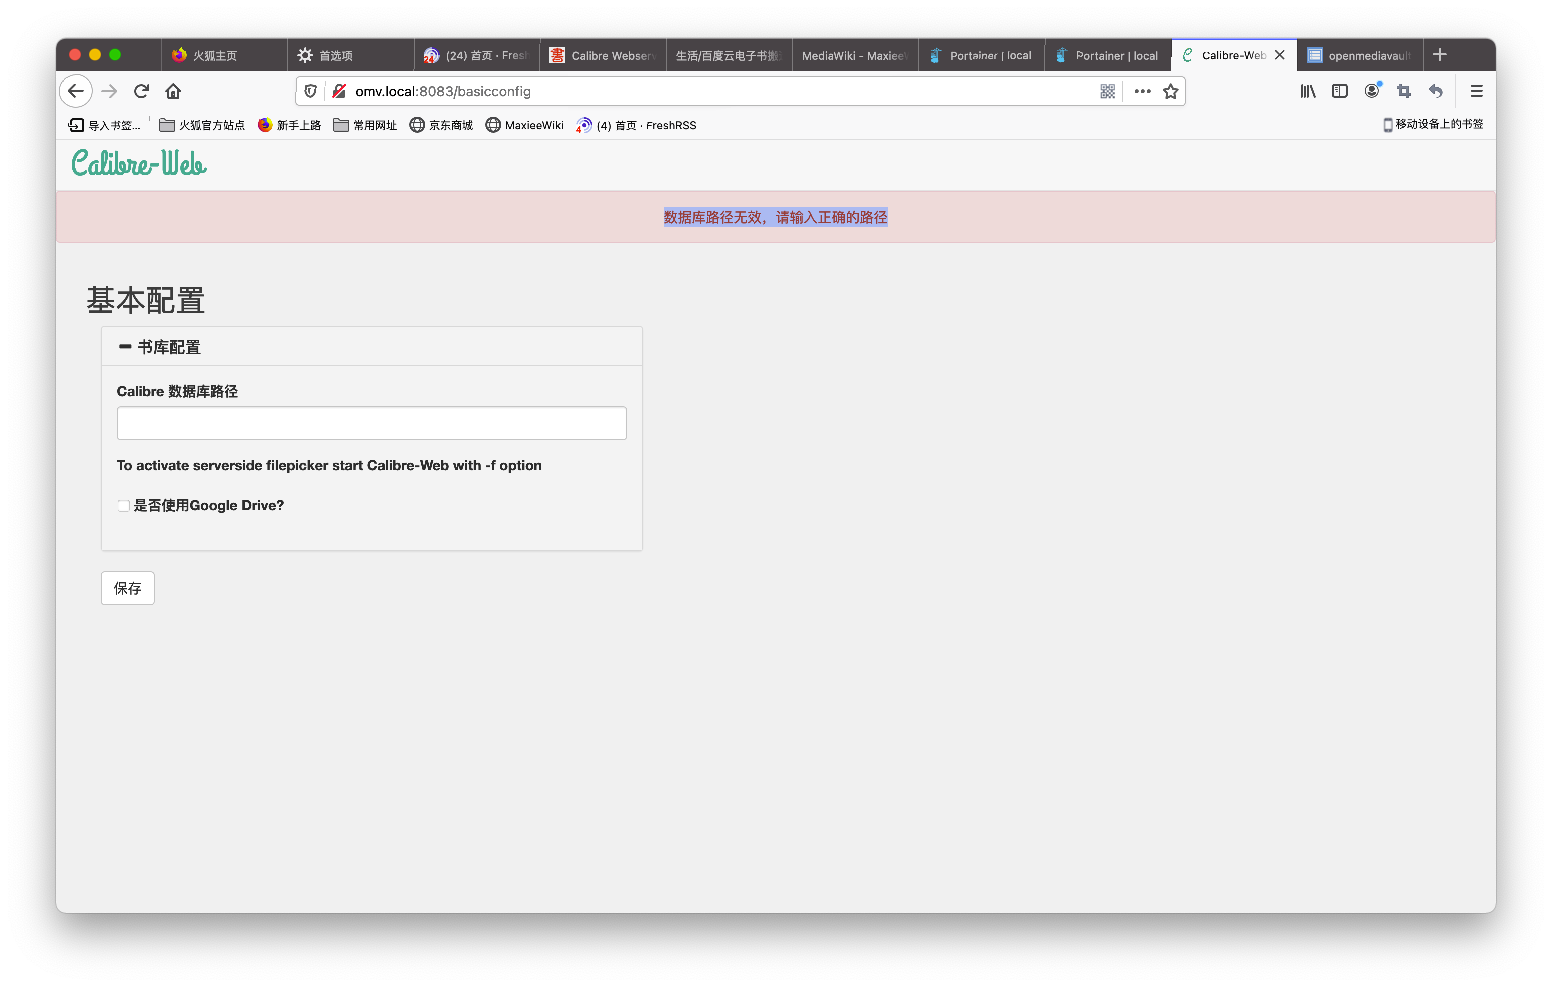 火狐主页
首选项
(24) 首页 · Fresh
Calibre Webserv
生活/百度云电子书搬
MediaWiki – MaxieeW
Portainer | local
Portainer | local
Calibre-Web
openmediavault
omv.local:8083/basicconfig
导入书签...
火狐官方站点
新手上路
常用网址
京东商城
MaxieeWiki
(4) 首页 · FreshRSS
移动设备上的书签
Calibre-Web
数据库路径无效，请输入正确的路径
基本配置
书库配置
Calibre 数据库路径
To activate serverside filepicker start Calibre-Web with -f option
是否使用Google Drive?
保存